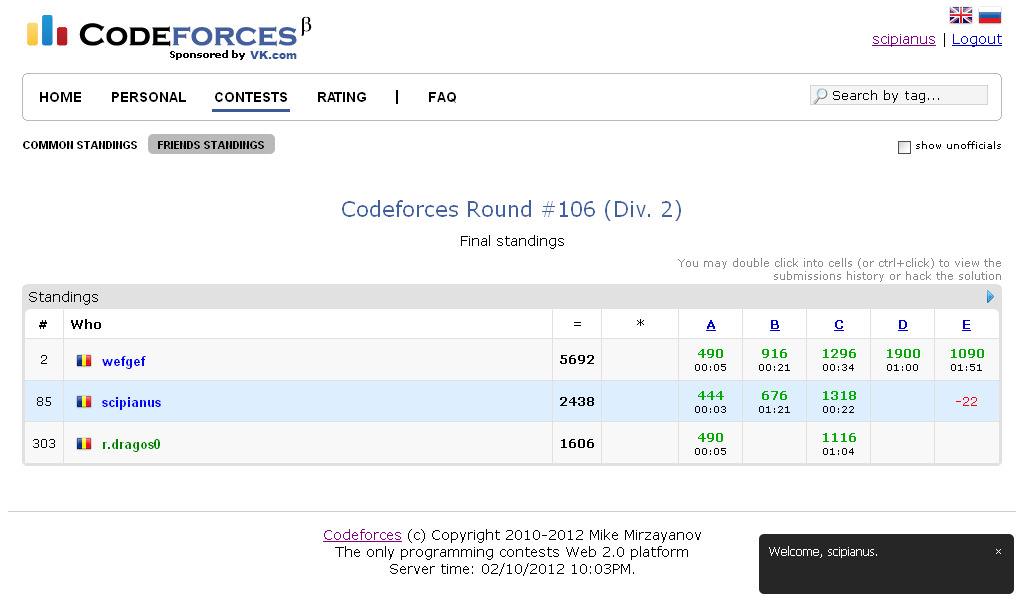 CODEFORCES β
Sponsored by VK.com
scipianus | Logout
HOME PERSONAL CONTESTS RATING | FAQ
Search by tag...
COMMON STANDINGS FRIENDS STANDINGS
show unofficials
Codeforces Round #106 (Div. 2)
Final standings
You may double click into cells (or ctrl+click) to view the
submissions history or hack the solution
Standings
# Who = * A B C D E
2 wefgef 5692 490 916 1296 1900 1090
00:05 00:21 00:34 01:00 01:51
85 scipianus 2438 444 676 1318 -22
00:03 01:21 00:22
303 r.dragos0 1606 490 1116
00:05 01:04
Codeforces (c) Copyright 2010-2012 Mike Mirzayanov
The only programming contests Web 2.0 platform
Server time: 02/10/2012 10:03PM.
Welcome, scipianus. ×